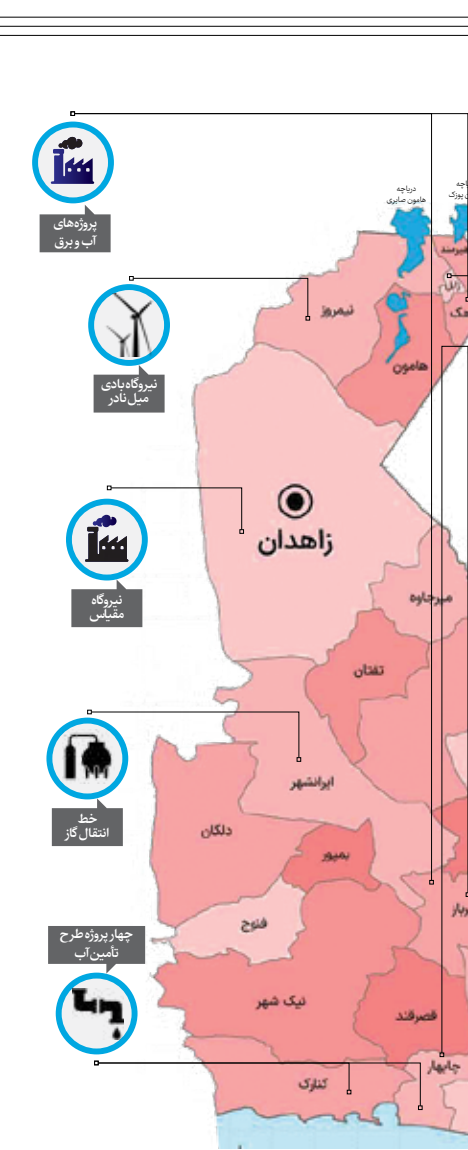 دریاچه
هامون صابری
پروژه‌های
آب و برق
نیمروز
هامون
نیروگاه بادی
میل نادر
زاهدان
نیروگاه
مقیاس
میرجاوه
تفتان
ایرانشهر
خط
انتقال گاز
دلگان
بمپور
فنوج
چهار پروژه طرح
تأمین آب
نیک شهر
قصرقند
چابهار
کنارک